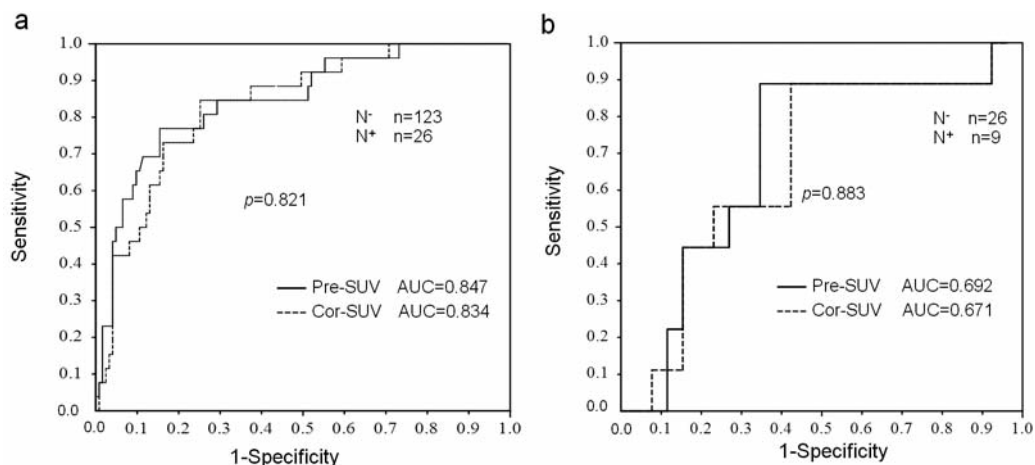 a
1.0
0.9
0.8
0.7
0.6
0.5
0.4
0.3
0.2
0.1
0.0
Sensitivity
N⁻ n=123
N⁺ n=26
p=0.821
Pre-SUV AUC=0.847
Cor-SUV AUC=0.834
0.0 0.1 0.2 0.3 0.4 0.5 0.6 0.7 0.8 0.9 1.0
1-Specificity
b
1.0
0.9
0.8
0.7
0.6
0.5
0.4
0.3
0.2
0.1
0.0
Sensitivity
N⁻ n=26
N⁺ n=9
p=0.883
Pre-SUV AUC=0.692
Cor-SUV AUC=0.671
0.0 0.1 0.2 0.3 0.4 0.5 0.6 0.7 0.8 0.9 1.0
1-Specificity